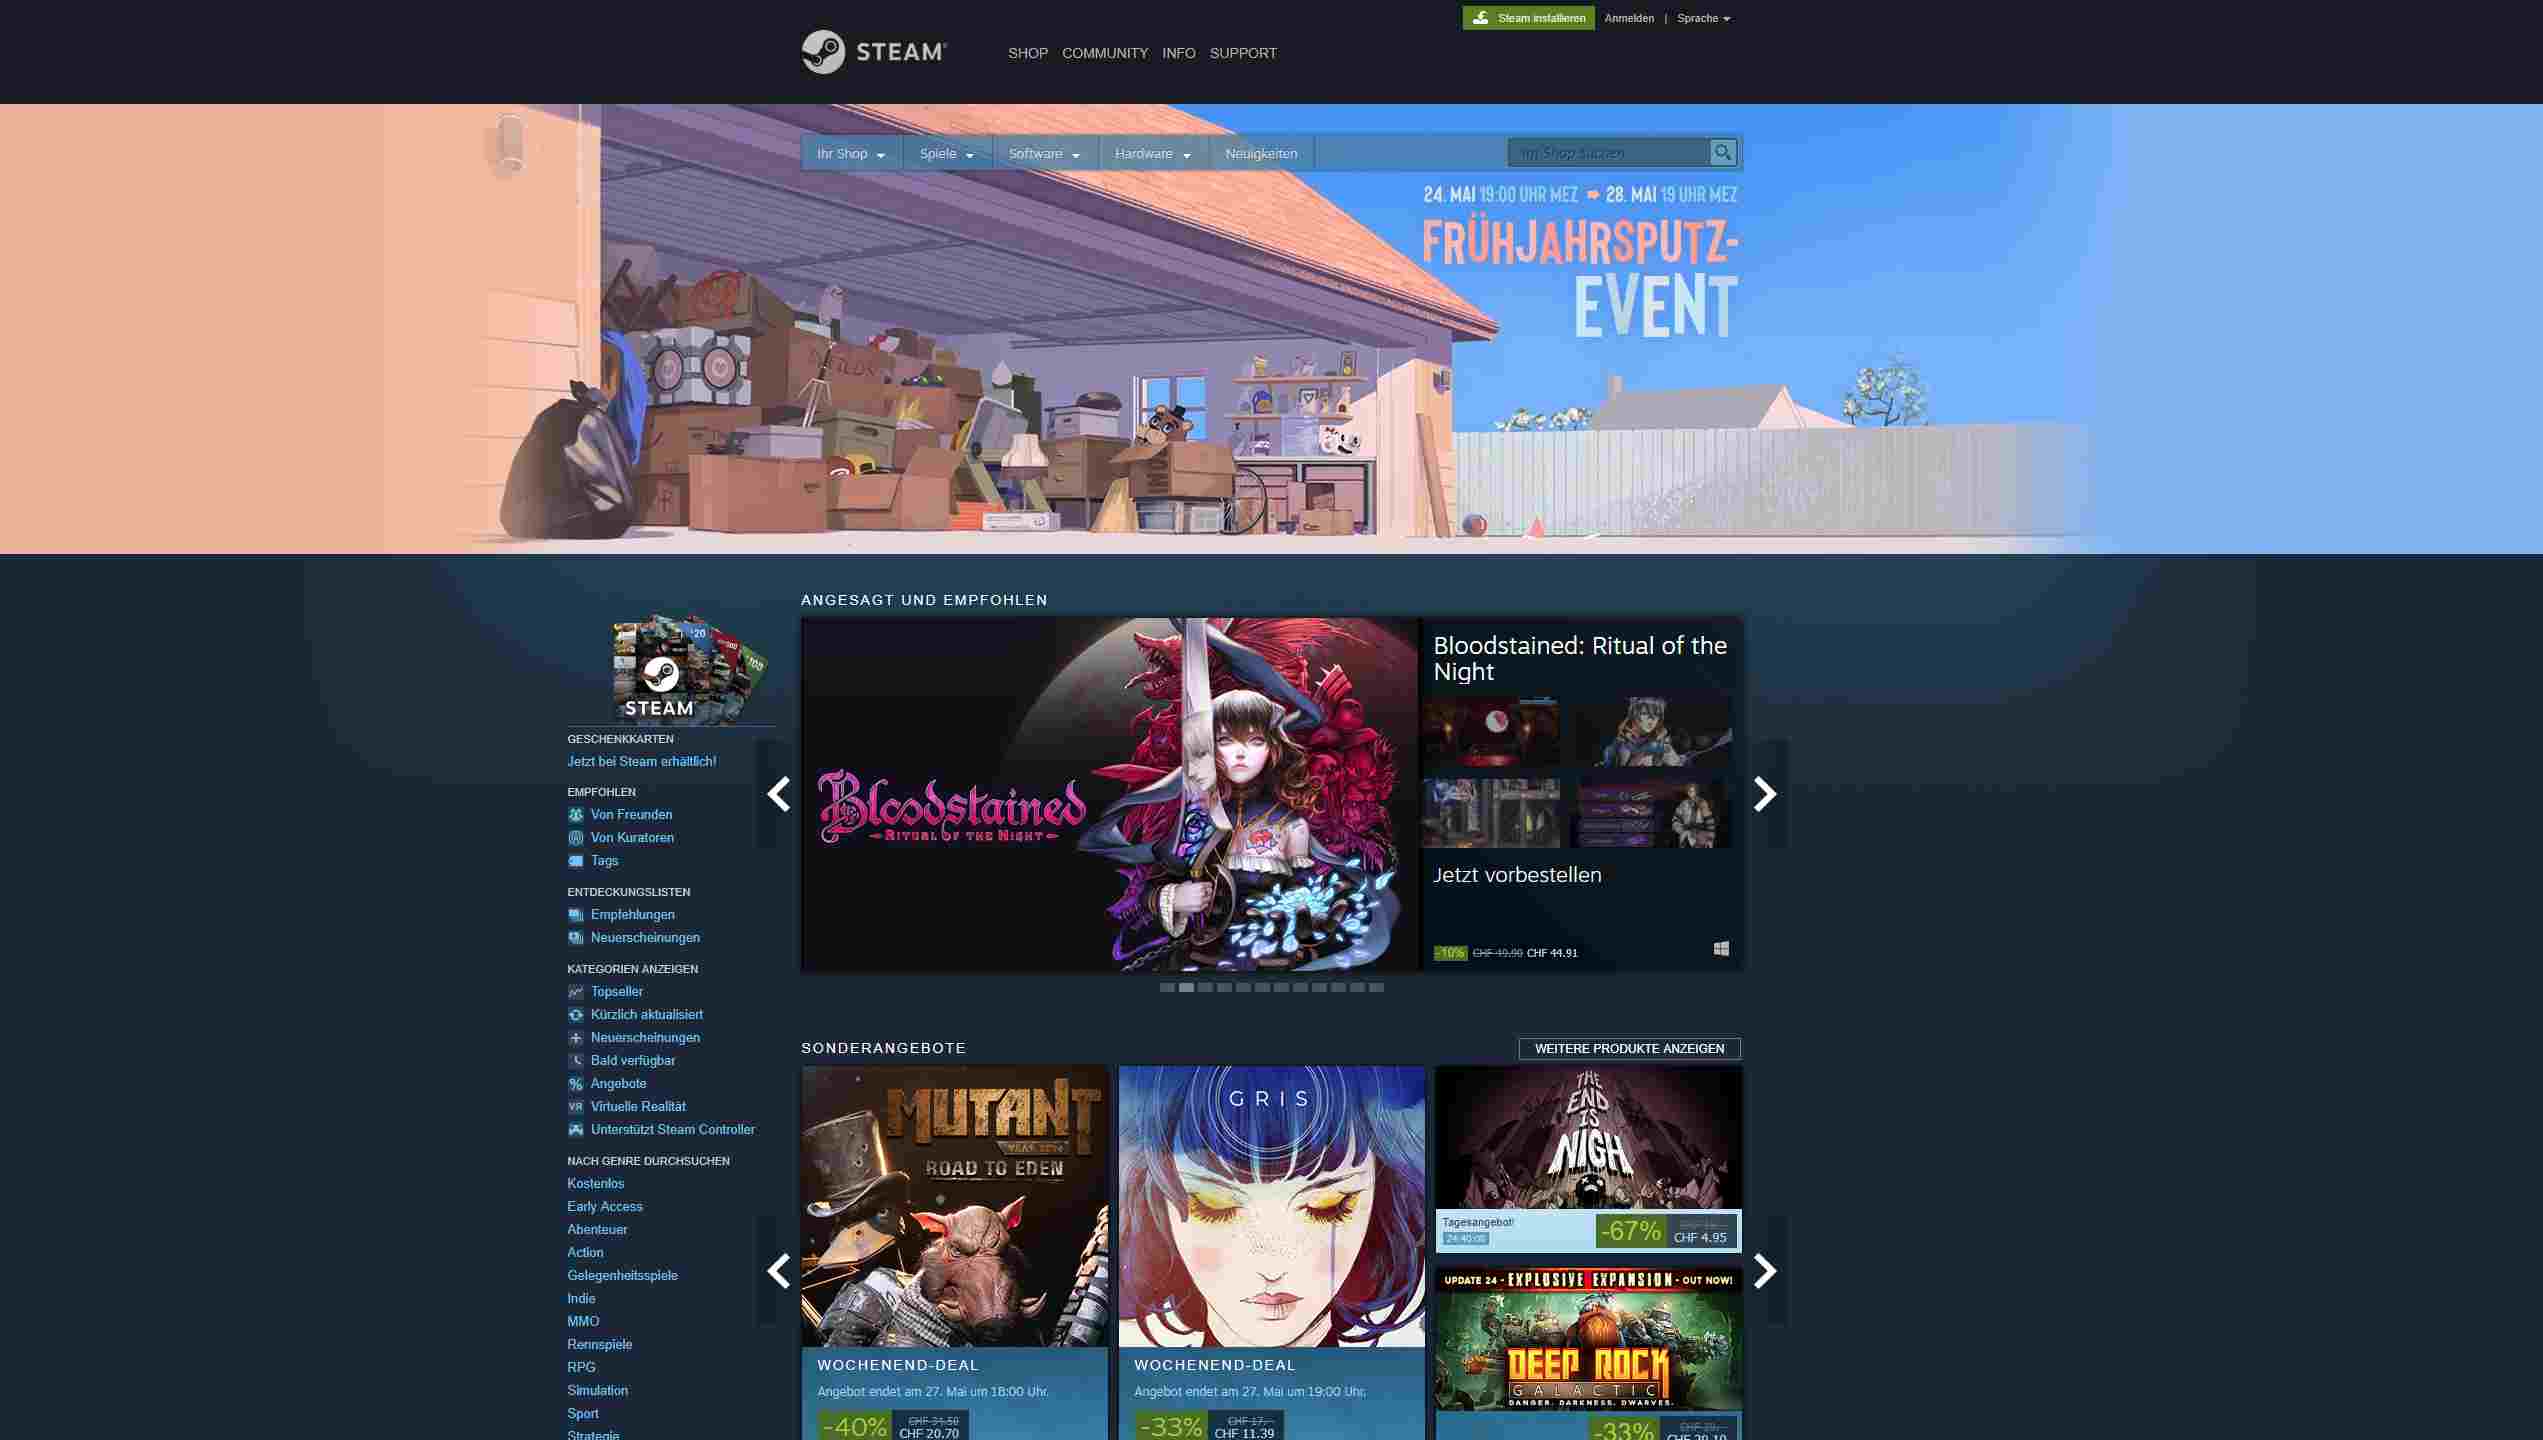 Steam installieren
Anmelden | Sprache
STEAM
SHOP COMMUNITY INFO SUPPORT
Ihr Shop Spiele Software Hardware Neuigkeiten
Im Shop suchen
24. MAI 19:00 UHR MEZ 28. MAI 19 UHR MEZ
FRÜHJAHRSPUTZ-
EVENT
ANGESAGT UND EMPFOHLEN
Bloodstained
RITUAL OF THE NIGHT
Bloodstained: Ritual of the
Night
Jetzt vorbestellen
-10% CHF 49.90 CHF 44.91
STEAM
GESCHENKKARTEN
Jetzt bei Steam erhältlich!
EMPFOHLEN
Von Freunden
Von Kuratoren
Tags
ENTDECKUNGSLISTEN
Empfehlungen
Neuerscheinungen
KATEGORIEN ANZEIGEN
Topseller
Kürzlich aktualisiert
Neuerscheinungen
Bald verfügbar
Angebote
VR Virtuelle Realität
Unterstützt Steam Controller
NACH GENRE DURCHSUCHEN
Kostenlos
Early Access
Abenteuer
Action
Gelegenheitsspiele
Indie
MMO
Rennspiele
RPG
Simulation
Sport
Strategie
SONDERANGEBOTE
WEITERE PRODUKTE ANZEIGEN
MUTANT
YEAR ZERO
ROAD TO EDEN
WOCHENEND-DEAL
Angebot endet am 27. Mai um 18:00 Uhr.
-40% CHF 34.50
CHF 20.70
GRIS
WOCHENEND-DEAL
Angebot endet am 27. Mai um 19:00 Uhr.
-33% CHF 17.--
CHF 11.39
THE
END
IS
NIGH
Tagesangebot!
24:40:08
-67%
CHF 4.95
UPDATE 24 - EXPLOSIVE EXPANSION - OUT NOW!
DEEP ROCK
GALACTIC
DANGER. DARKNESS. DWARVES.
-33%